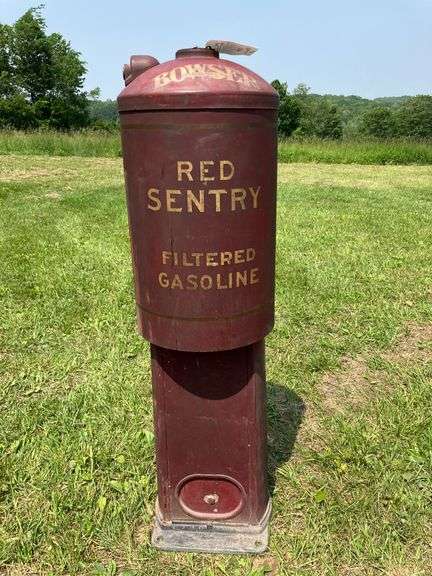 BOWSER
RED
SENTRY
FILTERED
GASOLINE